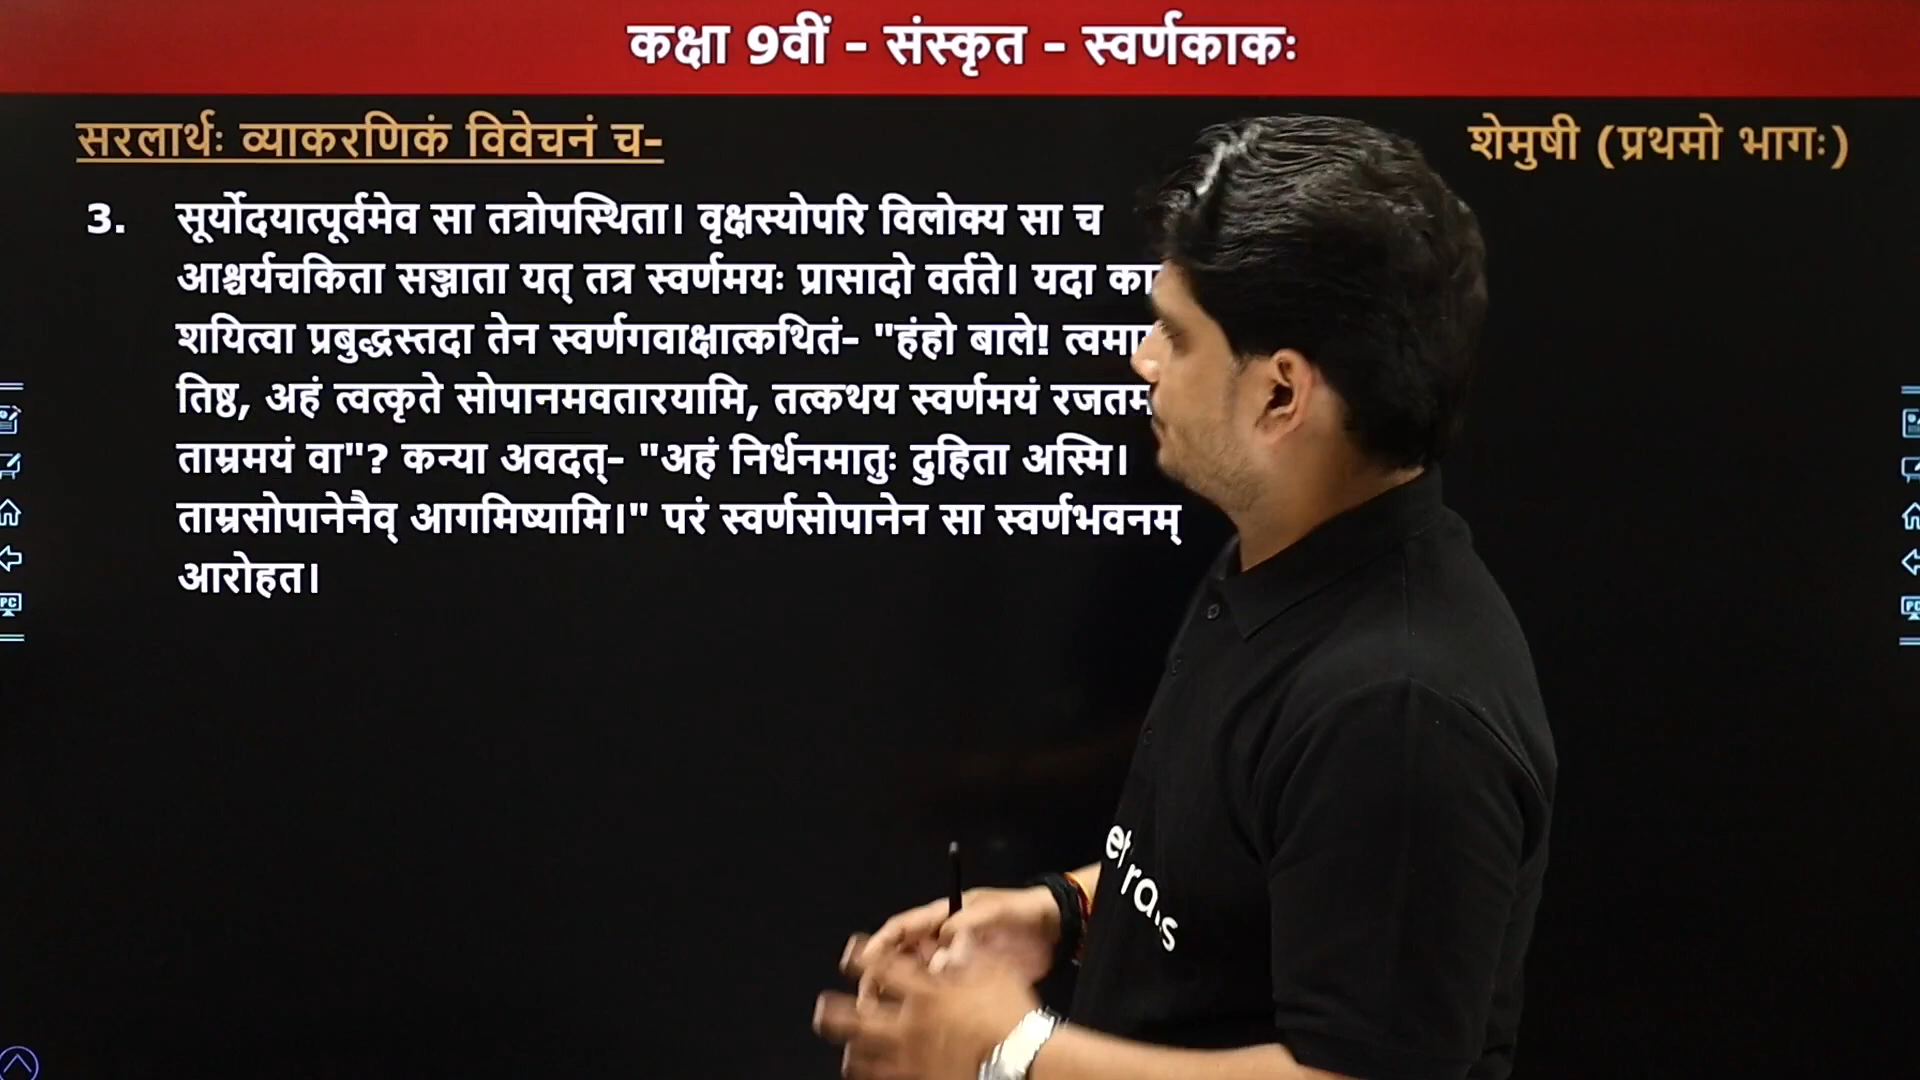 कक्षा 9वीं - संस्कृत - स्वर्णकाकः
सरलार्थः व्याकरणिकं विवेचनं च-
शेमुषी (प्रथमो भागः)
3. सूर्योदयात्पूर्वमेव सा तत्रोपस्थिता। वृक्षस्योपरि विलोक्य सा च
आश्चर्यचकिता सञ्जाता यत् तत्र स्वर्णमयः प्रासादो वर्तते। यदा
शयित्वा प्रबुद्धस्तदा तेन स्वर्णगवाक्षात्कथितं- "हंहो बाले!
तिष्ठ, अहं त्वत्कृते सोपानमवतारयामि, तत्कथय स्वर्णमयं
ताम्रमयं वा"? कन्या अवदत्- "अहं निर्धनमातुः दुहिता अस्मि।
ताम्रसोपानेनैव् आगमिष्यामि।" परं स्वर्णसोपानेन सा स्वर्णभवनम्
आरोहत।
PC